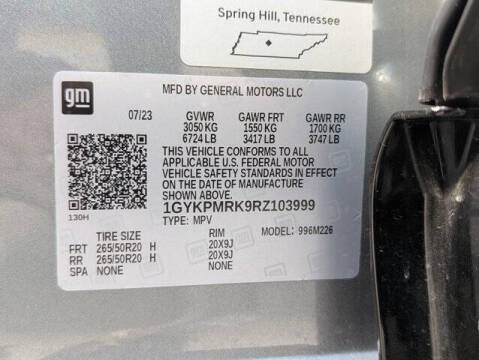 Spring Hill, Tennessee
gm
MFD BY GENERAL MOTORS LLC
07/23 GVWR GAWR FRT GAWR RR
3050 KG 1550 KG 1700 KG
6724 LB 3417 LB 3747 LB
THIS VEHICLE CONFORMS TO ALL
APPLICABLE U.S. FEDERAL MOTOR
VEHICLE SAFETY STANDARDS IN EFFECT
ON THE DATE OF MANUFACTURE
SHOWN ABOVE.
1GYKPMRK9RZ103999
130H
TYPE: MPV MODEL: 996M226
TIRE SIZE RIM
FRT 265/50R20 H 20X9J
RR 265/50R20 H 20X9J
SPA NONE NONE